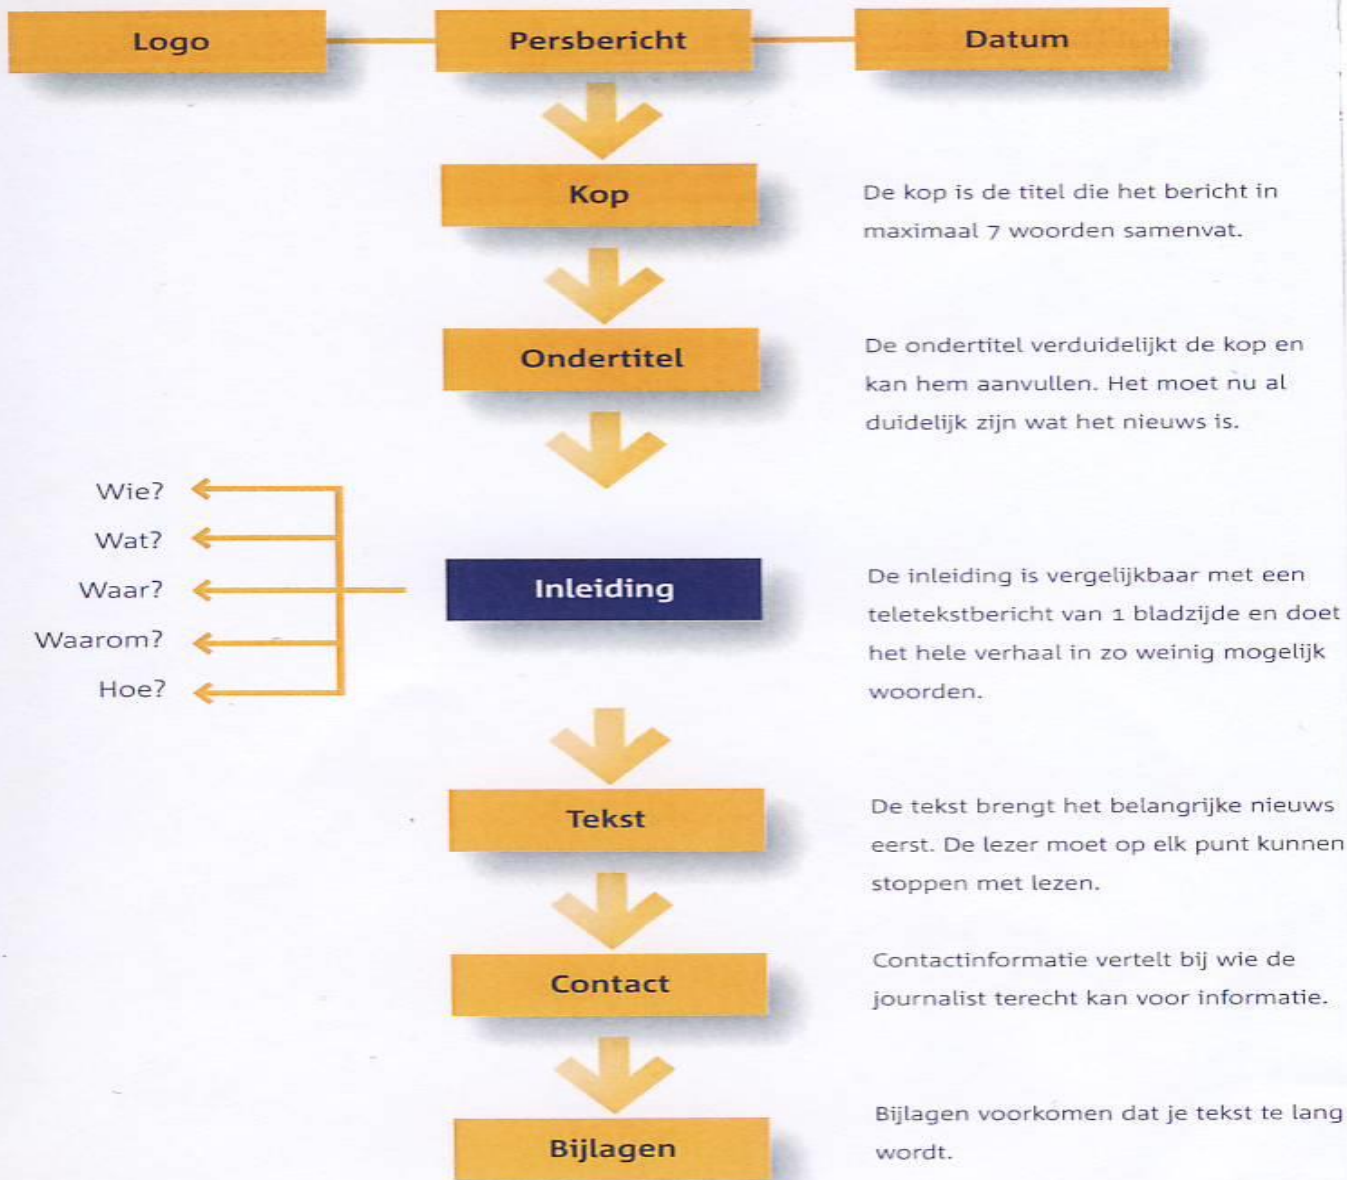 Logo
Persbericht
Datum
Kop
De kop is de titel die het bericht in
maximaal 7 woorden samenvat.
Ondertitel
De ondertitel verduidelijkt de kop en
kan hem aanvullen. Het moet nu al
duidelijk zijn wat het nieuws is.
Wie?
Wat?
Waar?
Waarom?
Hoe?
Inleiding
De inleiding is vergelijkbaar met een
teletekstbericht van 1 bladzijde en doet
het hele verhaal in zo weinig mogelijk
woorden.
Tekst
De tekst brengt het belangrijke nieuws
eerst. De lezer moet op elk punt kunnen
stoppen met lezen.
Contact
Contactinformatie vertelt bij wie de
journalist terecht kan voor informatie.
Bijlagen
Bijlagen voorkomen dat je tekst te lang
wordt.